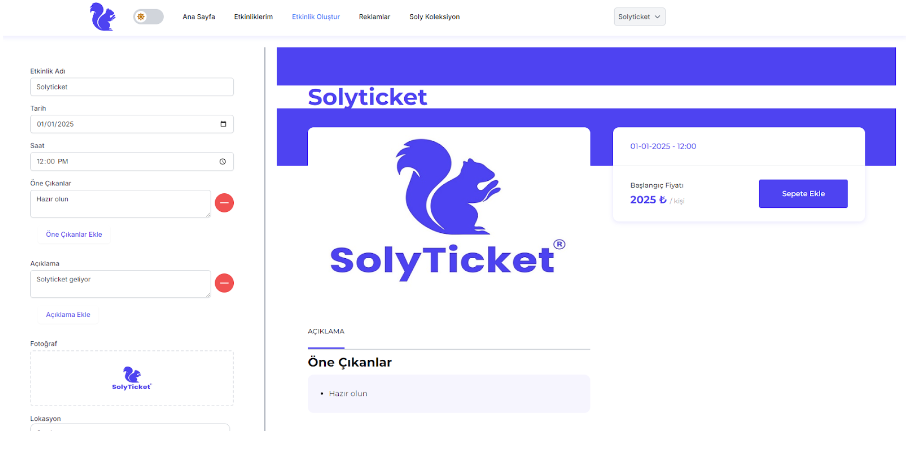 Ana Sayfa Etkinliklerim Etkinlik Oluştur Reklamlar Soly Koleksiyon Solyticket
Etkinlik Adı
Solyticket
Tarih
01/01/2025
Saat
12:00 PM
Öne Çıkanlar
Hazır olun
Öne Çıkanlar Ekle
Açıklama
Solyticket geliyor
Açıklama Ekle
Fotoğraf
SolyTicket
Lokasyon
Solyticket
SolyTicket®
01-01-2025 - 12:00
Başlangıç Fiyatı
2025 ₺ / kişi
Sepete Ekle
AÇIKLAMA
Öne Çıkanlar
• Hazır olun